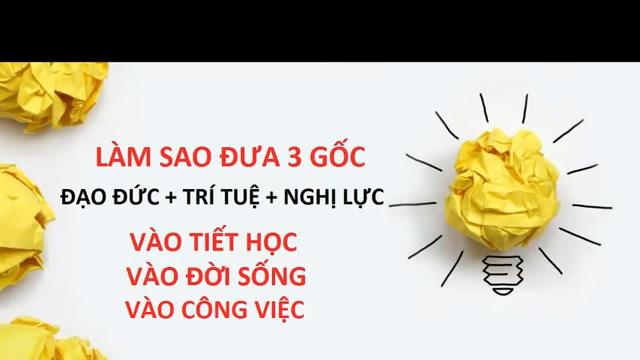 LÀM SAO ĐƯA 3 GỐC
ĐẠO ĐỨC + TRÍ TUỆ + NGHỊ LỰC
VÀO TIẾT HỌC
VÀO ĐỜI SỐNG
VÀO CÔNG VIỆC